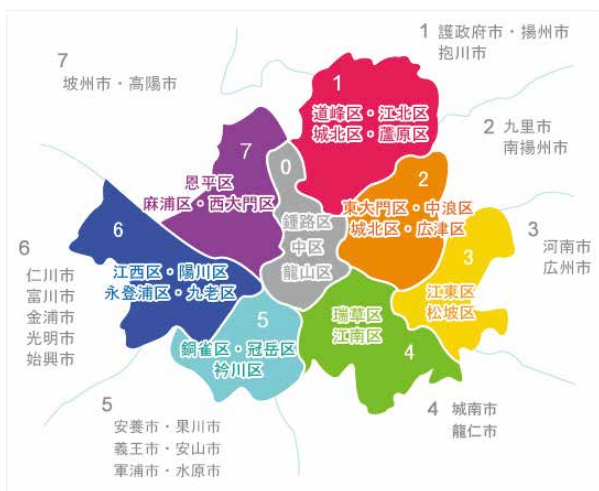 1 護政府市・揚州市
抱川市
7
坡州市・高陽市
1
道峰区・江北区
城北区・蘆原区
2 九里市
南揚州市
7
恩平区
麻浦区・西大門区
0
鍾路区
中区
龍山区
2
東大門区・中浪区
城北区・広津区
3
河南市
広州市
6
江西区・陽川区
永登浦区・九老区
3
江東区
松坡区
6
仁川市
富川市
金浦市
光明市
始興市
5
銅雀区・冠岳区
衿川区
瑞草区
江南区
4
5
安養市・果川市
義王市・安山市
軍浦市・水原市
4 城南市
龍仁市